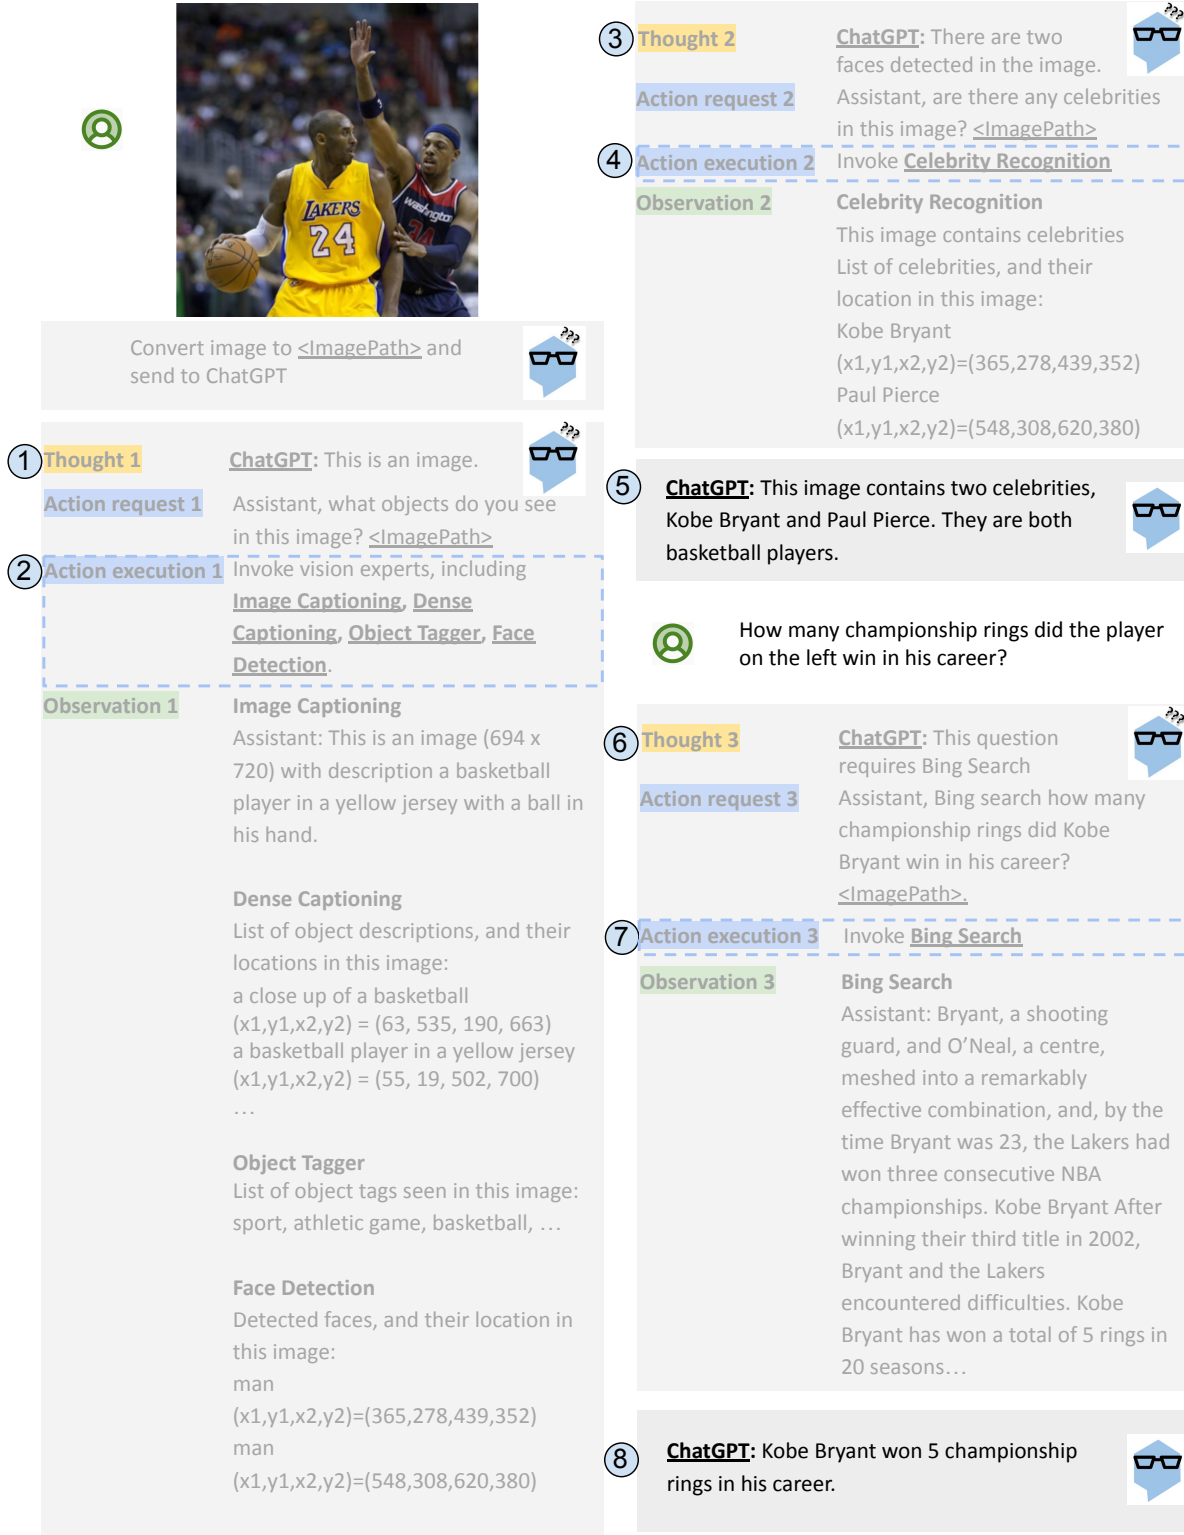 LAKERS
24
washington
34
Convert image to <ImagePath> and
send to ChatGPT
???
1
Thought 1
ChatGPT: This is an image.
???
Action request 1
Assistant, what objects do you see
in this image? <ImagePath>
2
Action execution 1
Invoke vision experts, including
Image Captioning, Dense
Captioning, Object Tagger, Face
Detection.
Observation 1
Image Captioning
Assistant: This is an image (694 x
720) with description a basketball
player in a yellow jersey with a ball in
his hand.
Dense Captioning
List of object descriptions, and their
locations in this image:
a close up of a basketball
(x1,y1,x2,y2) = (63, 535, 190, 663)
a basketball player in a yellow jersey
(x1,y1,x2,y2) = (55, 19, 502, 700)
…
Object Tagger
List of object tags seen in this image:
sport, athletic game, basketball, …
Face Detection
Detected faces, and their location in
this image:
man
(x1,y1,x2,y2)=(365,278,439,352)
man
(x1,y1,x2,y2)=(548,308,620,380)
3
Thought 2
ChatGPT: There are two
faces detected in the image.
???
Action request 2
Assistant, are there any celebrities
in this image? <ImagePath>
4
Action execution 2
Invoke Celebrity Recognition
Observation 2
Celebrity Recognition
This image contains celebrities
List of celebrities, and their
location in this image:
Kobe Bryant
(x1,y1,x2,y2)=(365,278,439,352)
Paul Pierce
(x1,y1,x2,y2)=(548,308,620,380)
5
ChatGPT: This image contains two celebrities,
Kobe Bryant and Paul Pierce. They are both
basketball players.
How many championship rings did the player
on the left win in his career?
6
Thought 3
ChatGPT: This question
requires Bing Search
???
Action request 3
Assistant, Bing search how many
championship rings did Kobe
Bryant win in his career?
<ImagePath>.
7
Action execution 3
Invoke Bing Search
Observation 3
Bing Search
Assistant: Bryant, a shooting
guard, and O’Neal, a centre,
meshed into a remarkably
effective combination, and, by the
time Bryant was 23, the Lakers had
won three consecutive NBA
championships. Kobe Bryant After
winning their third title in 2002,
Bryant and the Lakers
encountered difficulties. Kobe
Bryant has won a total of 5 rings in
20 seasons…
8
ChatGPT: Kobe Bryant won 5 championship
rings in his career.